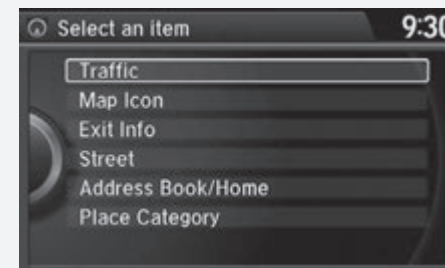 Select an item
9:30
Traffic
Map Icon
Exit Info
Street
Address Book/Home
Place Category